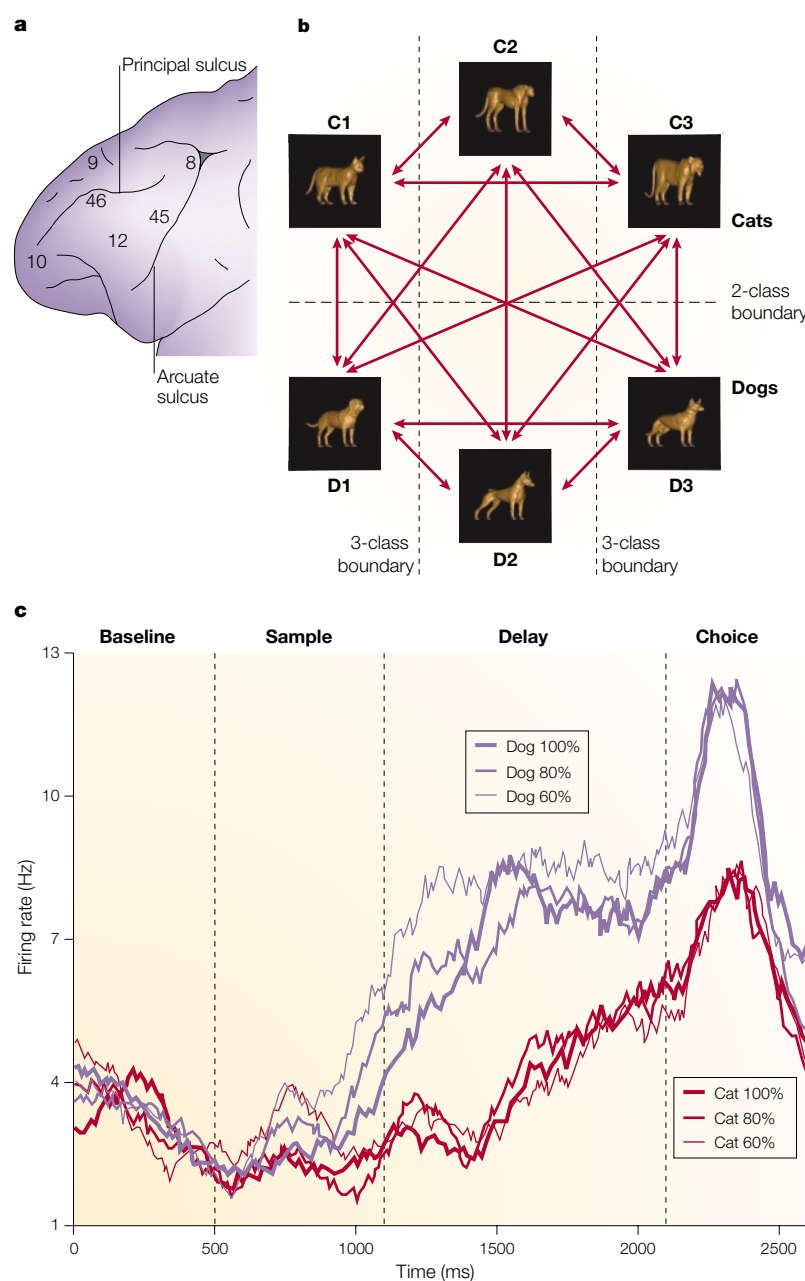 a
Principal sulcus
9
8
46
45
12
10
Arcuate
sulcus
b
C2
C1
C3
Cats
2-class
boundary
Dogs
D1
D3
3-class
boundary
D2
3-class
boundary
c
Baseline Sample Delay Choice
13
10
7
4
1
Firing rate (Hz)
Dog 100%
Dog 80%
Dog 60%
Cat 100%
Cat 80%
Cat 60%
0 500 1000 1500 2000 2500
Time (ms)